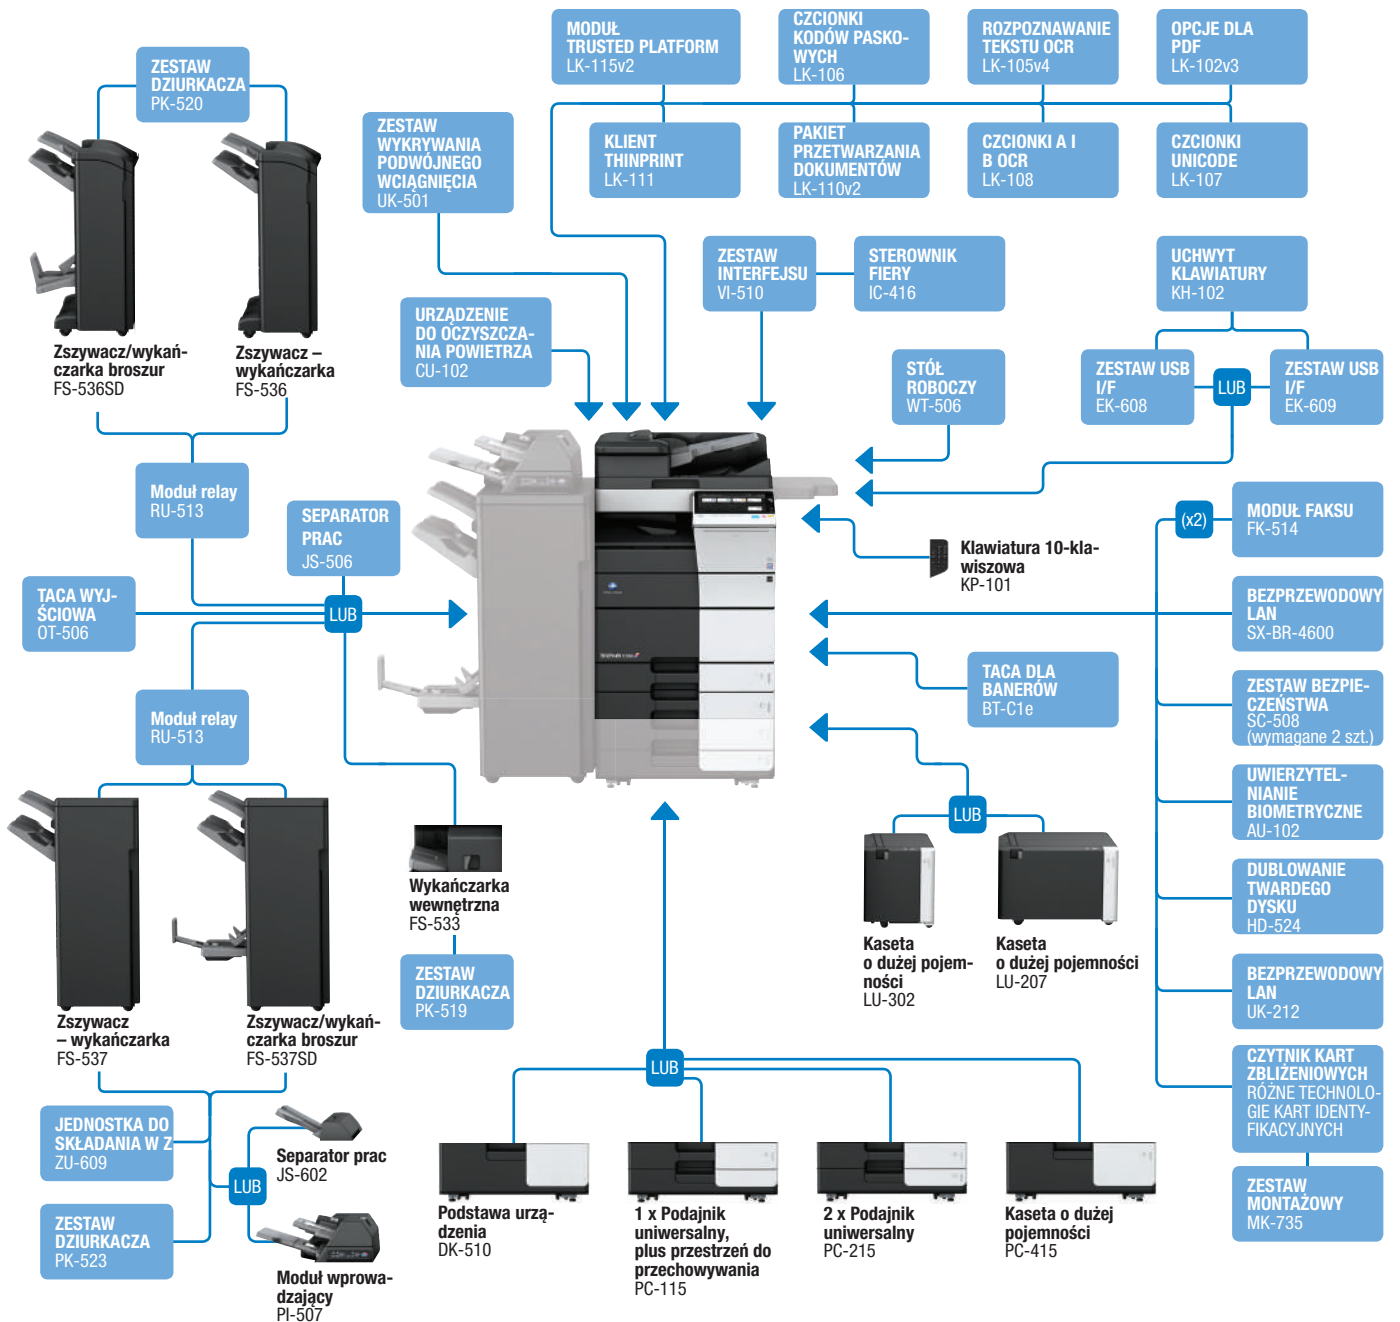 MODUŁ
TRUSTED PLATFORM
LK-115v2
CZCIONKI
KODÓW PASKO-
WYCH
LK-106
ROZPOZNAWANIE
TEKSTU OCR
LK-105v4
OPCJE DLA
PDF
LK-102v3
ZESTAW
DZIURKACZA
PK-520
ZESTAW
WYKRYWANIA
PODWÓJNEGO
WCIĄGNIĘCIA
UK-501
KLIENT
THINPRINT
LK-111
PAKIET
PRZETWARZANIA
DOKUMENTÓW
LK-110v2
CZCIONKI A I
B OCR
LK-108
CZCIONKI
UNICODE
LK-107
ZESTAW
INTERFEJSU
VI-510
STEROWNIK
FIERY
IC-416
UCHWYT
KLAWIATURY
KH-102
URZĄDZENIE
DO OCZYSZCZA-
NIA POWIETRZA
CU-102
Zszywacz/wykań-
czarka broszur
FS-536SD
Zszywacz –
wykańczarka
FS-536
STÓŁ
ROBOCZY
WT-506
ZESTAW USB
I/F
EK-608
LUB
ZESTAW USB
I/F
EK-609
Moduł relay
RU-513
SEPARATOR
PRAC
JS-506
(x2)
MODUŁ FAKSU
FK-514
Klawiatura 10-kla-
wiszowa
KP-101
TACA WYJ-
ŚCIOWA
OT-506
LUB
BEZPRZEWODOWY
LAN
SX-BR-4600
TACA DLA
BANERÓW
BT-C1e
ZESTAW BEZPIE-
CZEŃSTWA
SC-508
(wymagane 2 szt.)
Moduł relay
RU-513
UWIERZYTEL-
NIANIE
BIOMETRYCZNE
AU-102
LUB
Wykańczarka
wewnętrzna
FS-533
DUBLOWANIE
TWARDEGO
DYSKU
HD-524
Kaseta
o dużej pojem-
ności
LU-302
Kaseta
o dużej pojemności
LU-207
ZESTAW
DZIURKACZA
PK-519
BEZPRZEWODOWY
LAN
UK-212
Zszywacz
– wykańczarka
FS-537
Zszywacz/wykań-
czarka broszur
FS-537SD
LUB
CZYTNIK KART
ZBLIŻENIOWYCH
RÓŻNE TECHNOLO-
GIE KART IDENTY-
FIKACYJNYCH
JEDNOSTKA DO
SKŁADANIA W Z
ZU-609
Separator prac
JS-602
LUB
ZESTAW
DZIURKACZA
PK-523
Moduł wprowa-
dzający
PI-507
Podstawa urzą-
dzenia
DK-510
1 x Podajnik
uniwersalny,
plus przestrzeń do
przechowywania
PC-115
2 x Podajnik
uniwersalny
PC-215
Kaseta o dużej
pojemności
PC-415
ZESTAW
MONTAŻOWY
MK-735